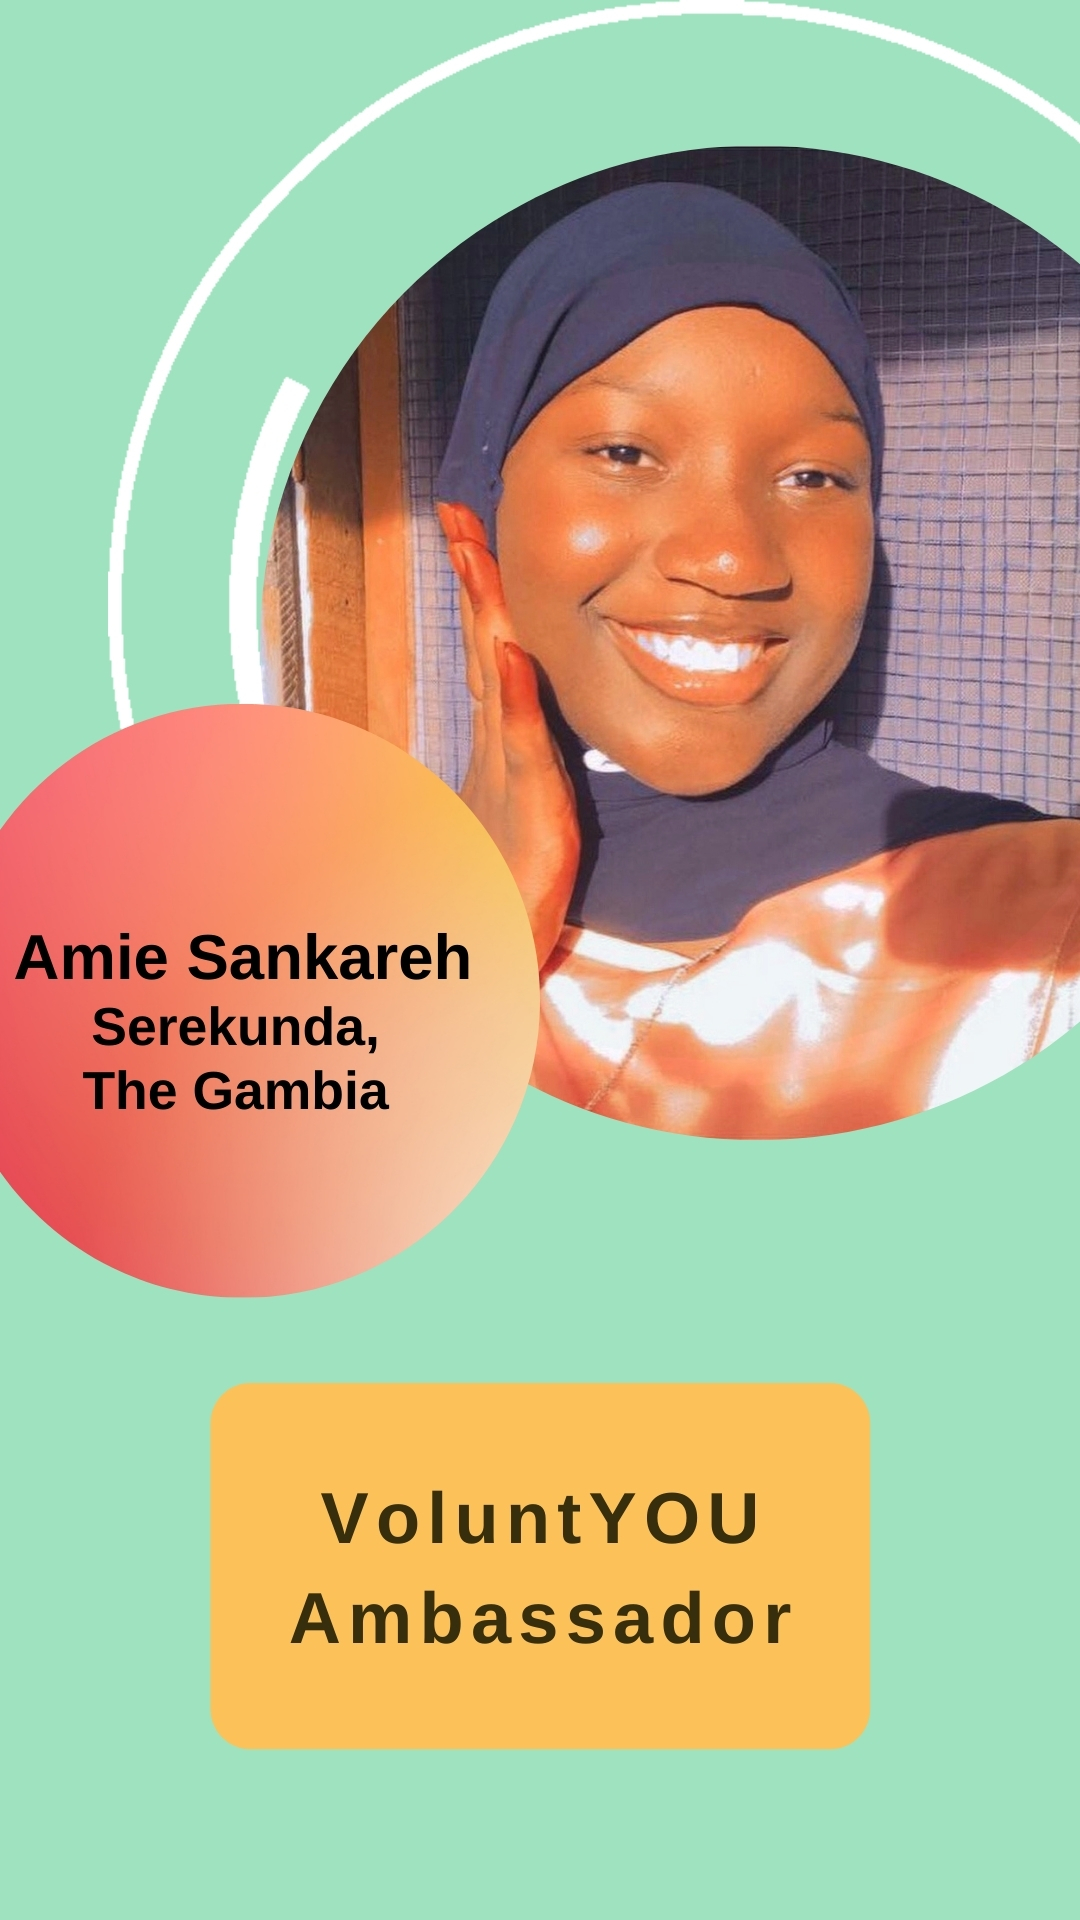 Amie Sankareh
Serekunda,
The Gambia
VoluntYOU
Ambassador